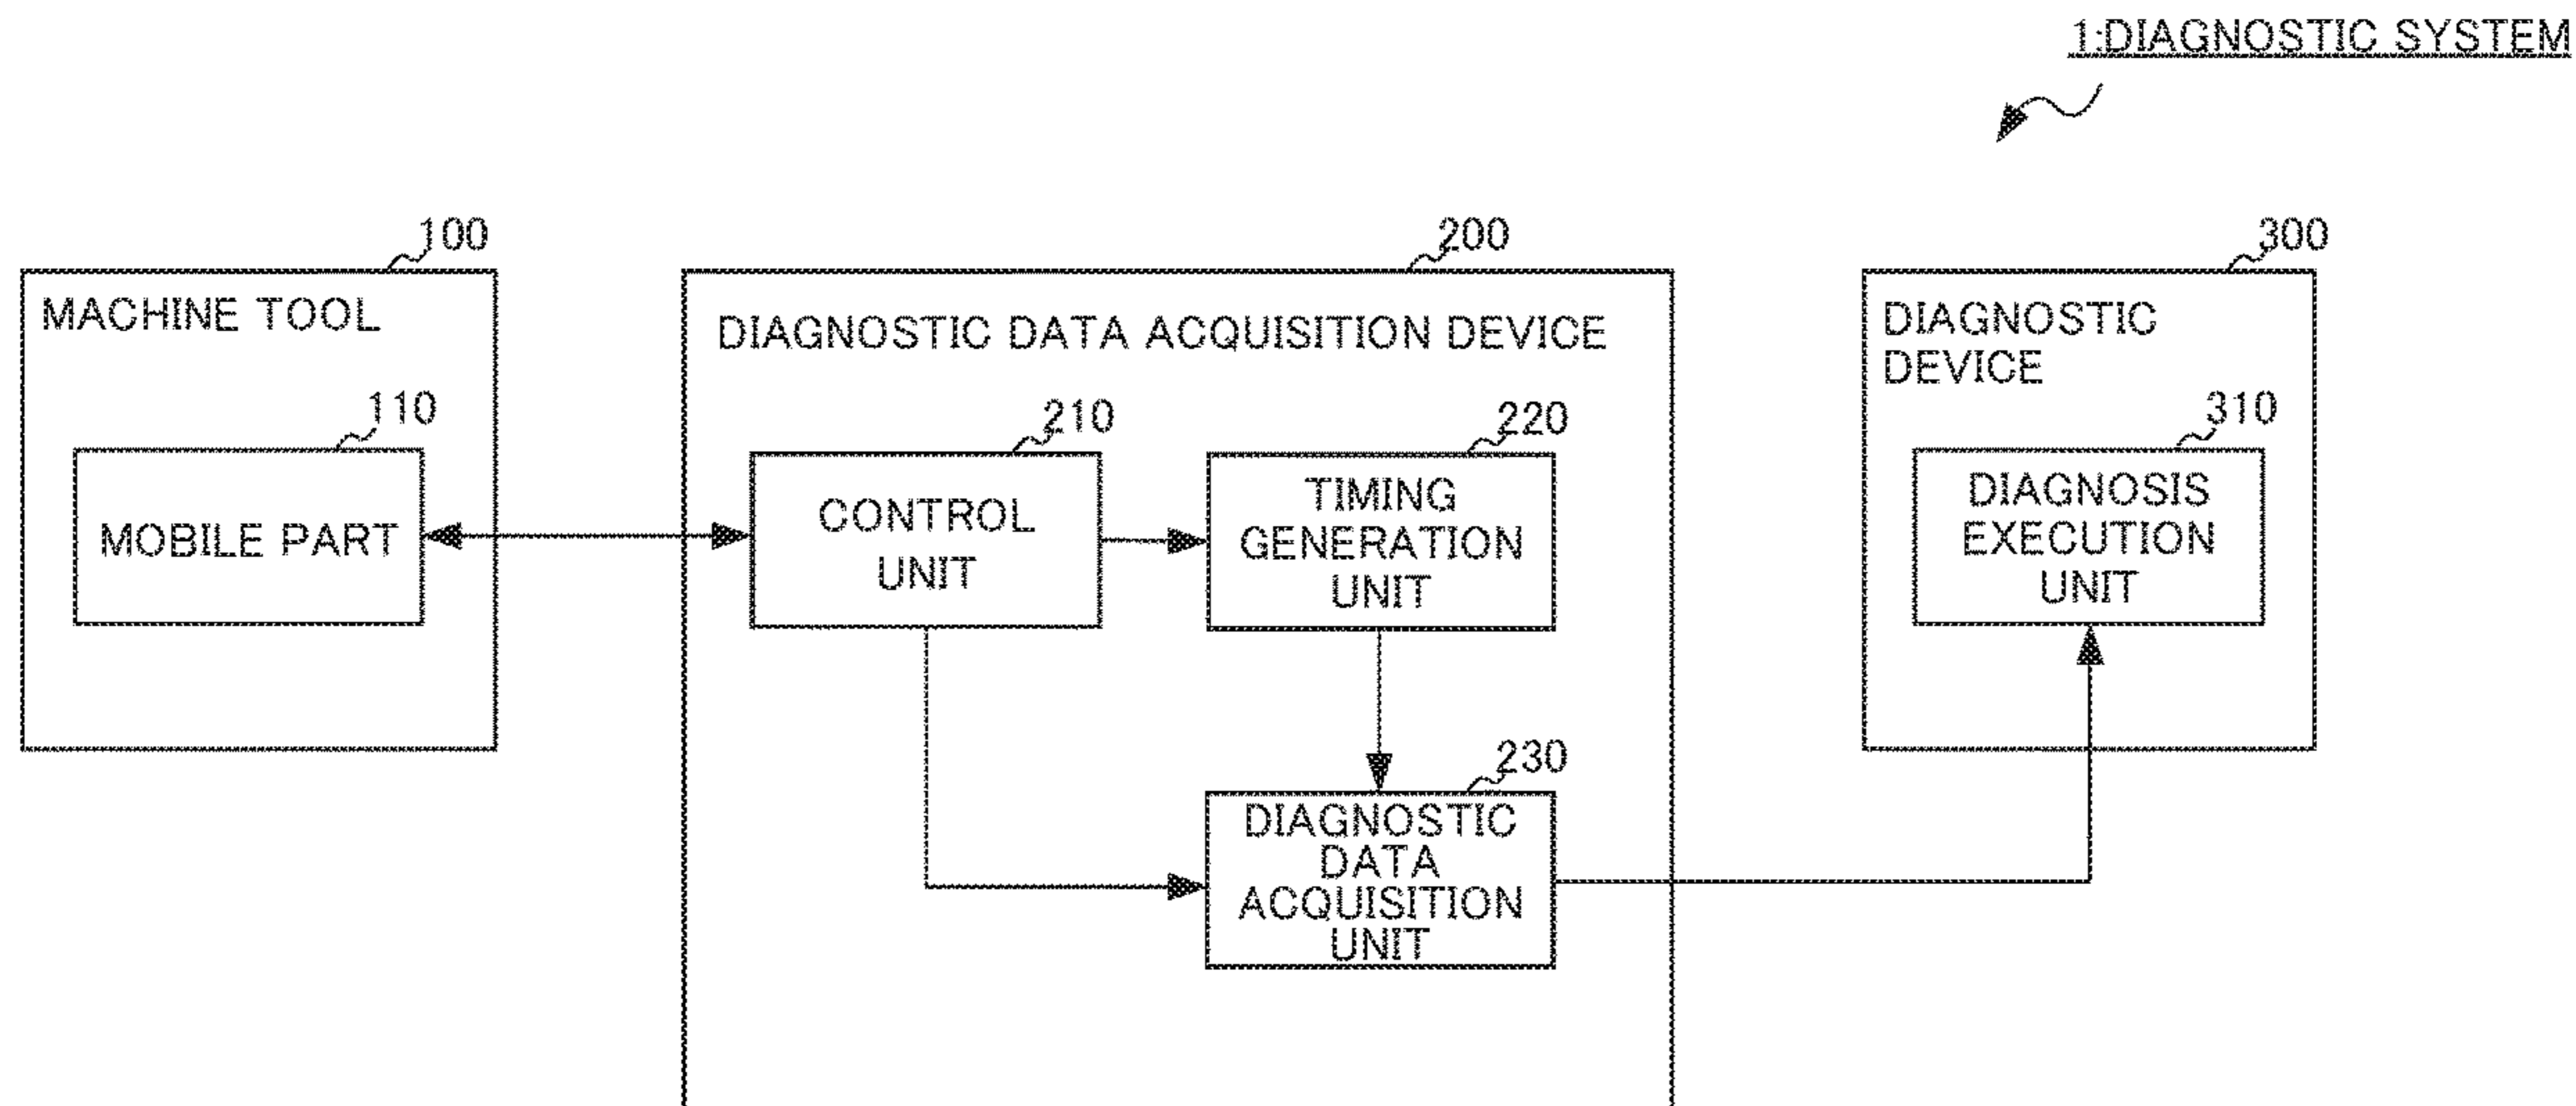 1:DIAGNOSTIC SYSTEM
100
200
300
MACHINE TOOL
DIAGNOSTIC DATA ACQUISITION DEVICE
DIAGNOSTIC
DEVICE
110
210
220
310
MOBILE PART
CONTROL
UNIT
TIMING
GENERATION
UNIT
DIAGNOSIS
EXECUTION
UNIT
230
DIAGNOSTIC
DATA
ACQUISITION
UNIT